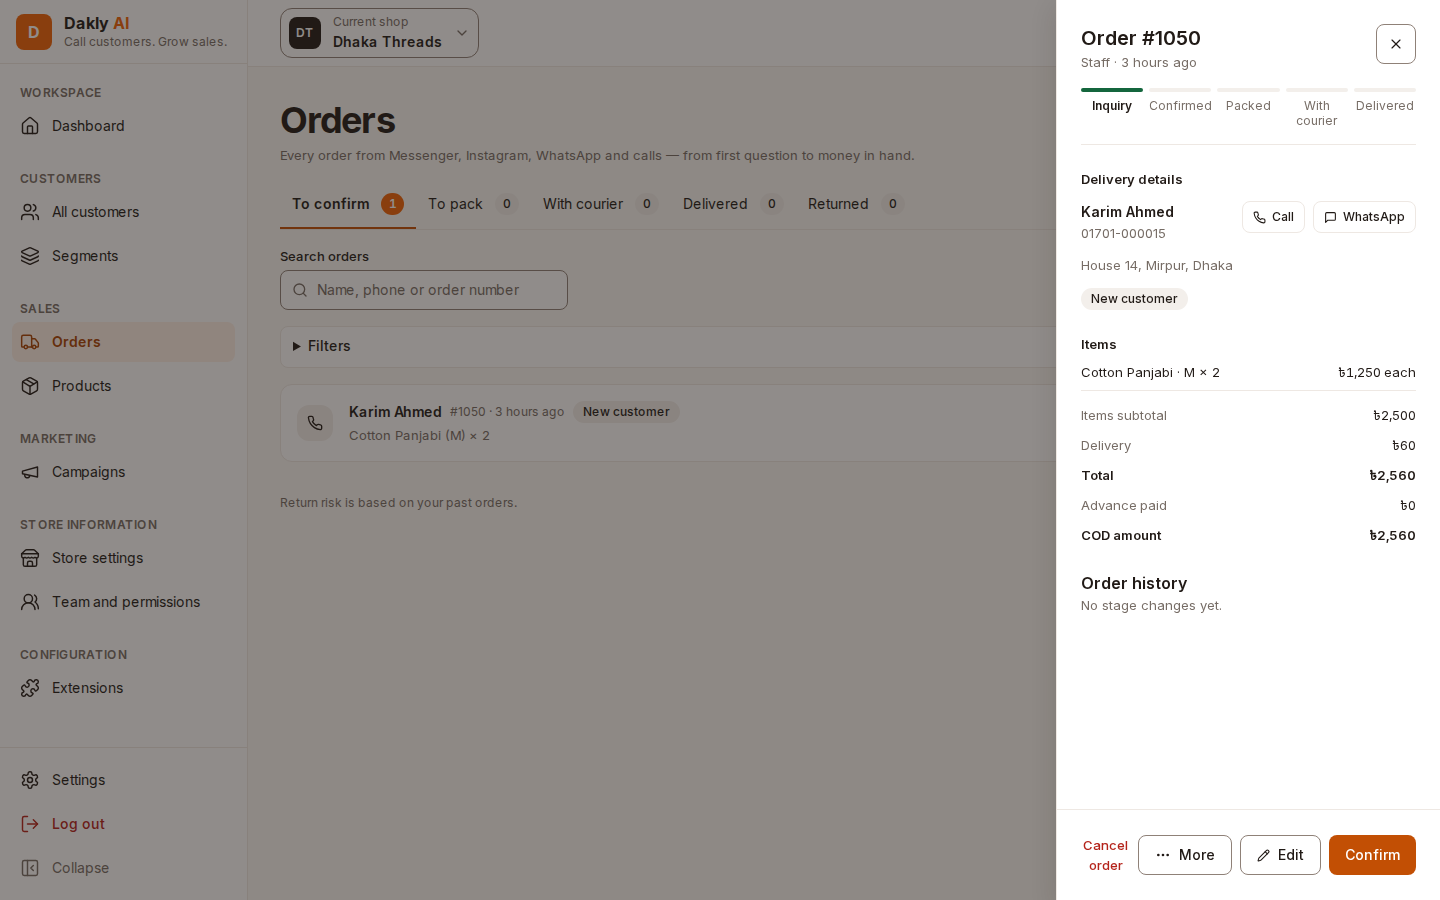 D
Dakly AI
Call customers. Grow sales.
WORKSPACE
Dashboard
CUSTOMERS
All customers
Segments
SALES
Orders
Products
MARKETING
Campaigns
STORE INFORMATION
Store settings
Team and permissions
CONFIGURATION
Extensions
Settings
Log out
Collapse
DT
Current shop
Dhaka Threads
Orders
Every order from Messenger, Instagram, WhatsApp and calls — from first question to money in hand.
To confirm 1 To pack 0 With courier 0 Delivered 0 Returned 0
Search orders
Name, phone or order number
Filters
Karim Ahmed #1050 · 3 hours ago New customer
Cotton Panjabi (M) × 2
Return risk is based on your past orders.
Order #1050
Staff · 3 hours ago
Inquiry Confirmed Packed With courier Delivered
Delivery details
Karim Ahmed
01701-000015
Call WhatsApp
House 14, Mirpur, Dhaka
New customer
Items
Cotton Panjabi · M × 2 ৳1,250 each
Items subtotal ৳2,500
Delivery ৳60
Total ৳2,560
Advance paid ৳0
COD amount ৳2,560
Order history
No stage changes yet.
Cancel order
More
Edit
Confirm